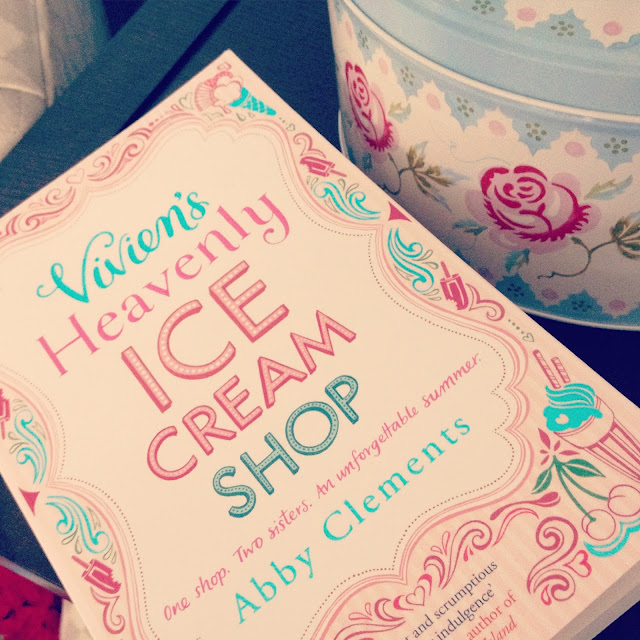 Vivien's
Heavenly
ICE
CREAM
SHOP
One shop. Two sisters. An unforgettable summer.
Abby Clements
and scrumptious
indulgence
author of
land